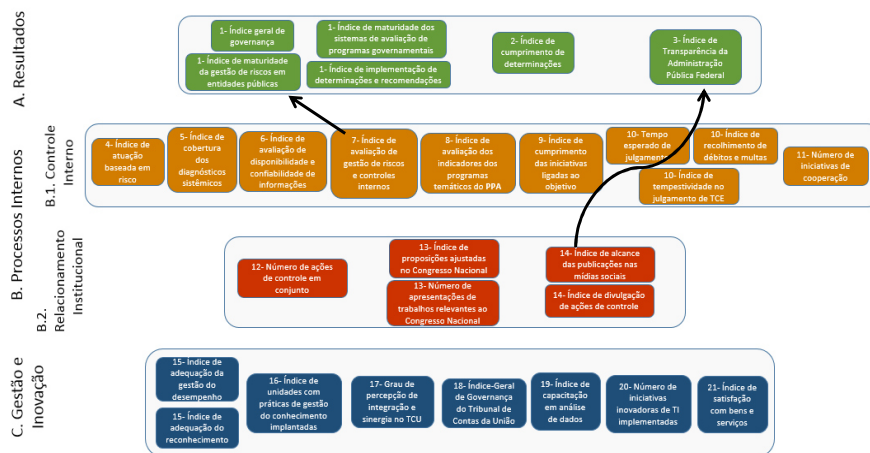 A. Resultados
1- Índice geral de
governança
1- Índice de maturidade dos
sistemas de avaliação de
programas governamentais
1- Índice de maturidade
da gestão de riscos em
entidades públicas
1- Índice de implementação de
determinações e recomendações
2- Índice de
cumprimento de
determinações
3- Índice de
Transparência da
Administração
Pública Federal
B. Processos Internos
B.1. Controle
Interno
4- Índice de
atuação
baseada em
risco
5- Índice de
cobertura
dos
diagnósticos
sistêmicos
6- Índice de
avaliação de
disponibilidade e
confiabilidade de
informações
7- Índice de
avaliação de
gestão de riscos
e controles
internos
8- Índice de
avaliação dos
indicadores dos
programas
temáticos do PPA
9- Índice de
cumprimento
das iniciativas
ligadas ao
objetivo
10- Tempo
esperado de
julgamento
10- Índice de
recolhimento de
débitos e multas
10- Índice de
tempestividade no
julgamento de TCE
11- Número de
iniciativas de
cooperação
B.2.
Relacionamento
Institucional
12- Número de ações
de controle em
conjunto
13- Índice de
proposições ajustadas
no Congresso Nacional
13- Número de
apresentações de
trabalhos relevantes ao
Congresso Nacional
14- Índice de alcance
das publicações nas
mídias sociais
14- Índice de divulgação
de ações de controle
C. Gestão e
Inovação
15- Índice de
adequação da
gestão do
desempenho
15- Índice de
adequação do
reconhecimento
16- Índice de
unidades com
práticas de gestão
do conhecimento
implantadas
17- Grau de
percepção de
integração e
sinergia no TCU
18- Índice-Geral
de Governança
do Tribunal de
Contas da União
19- Índice de
capacitação
em análise
de dados
20- Número de
iniciativas
inovadoras de TI
implementadas
21- Índice de
satisfação
com bens e
serviços